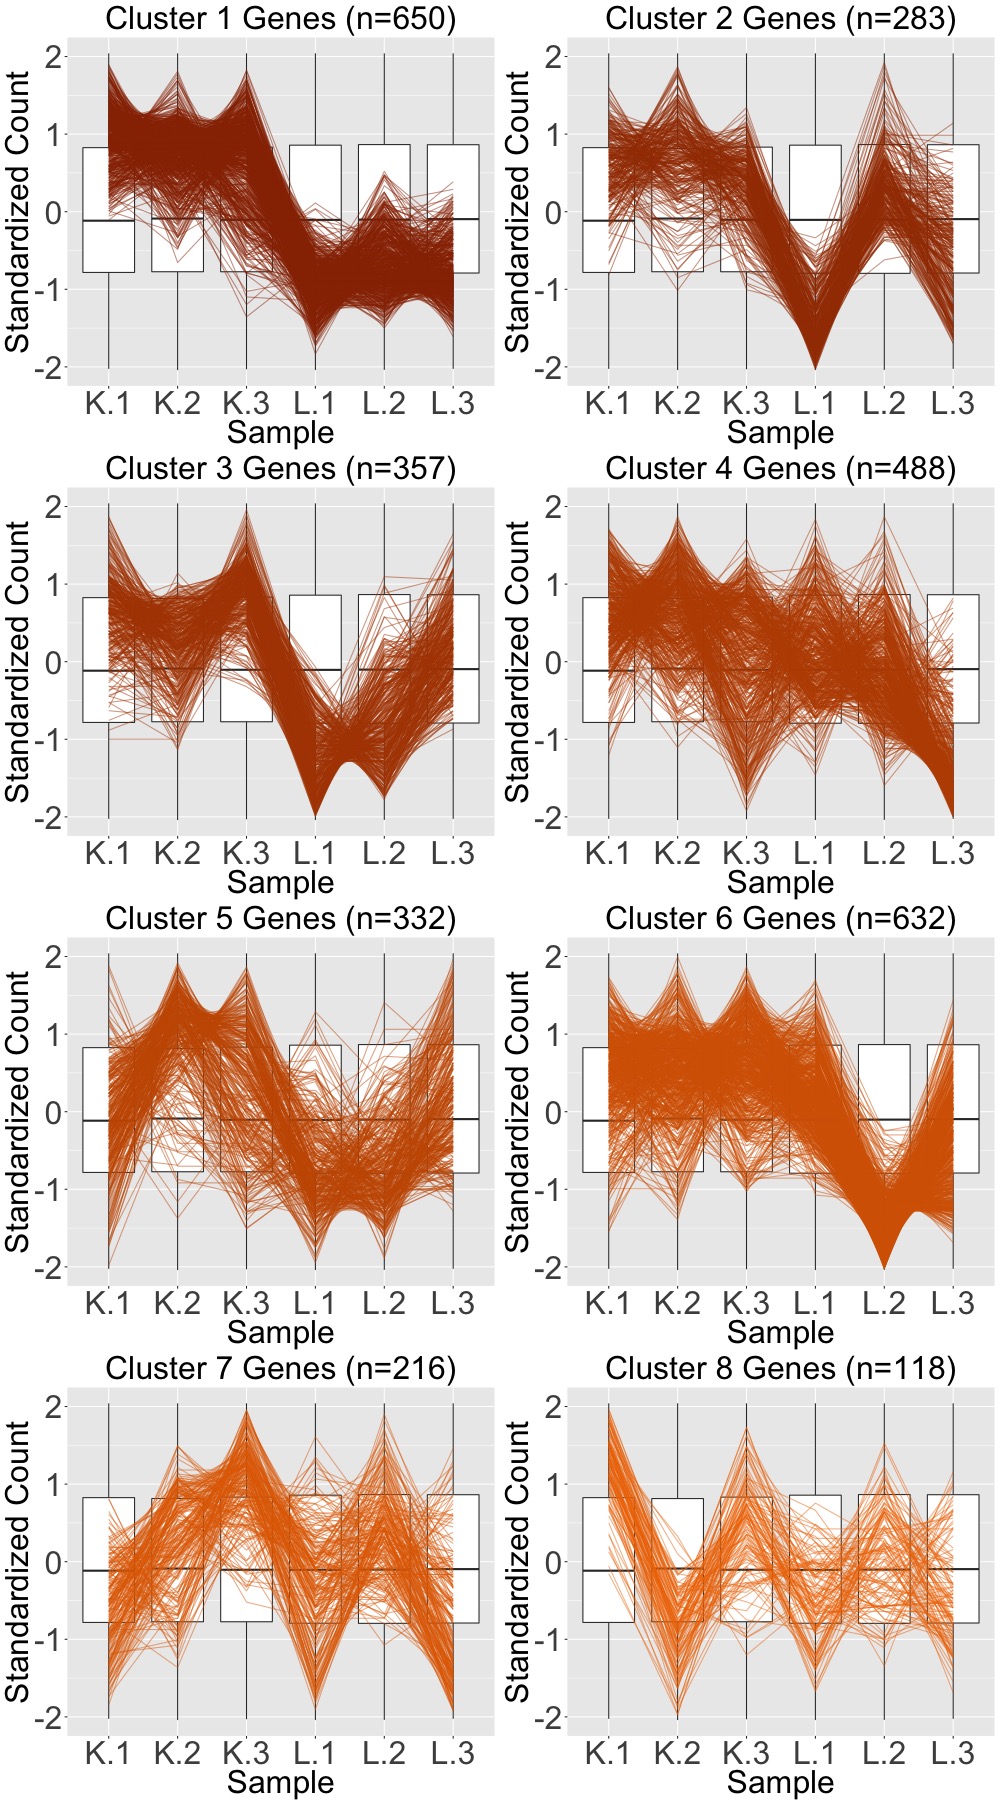 Cluster 1 Genes (n=650)
Standardized Count
2
1
0
-1
-2
K.1 K.2 K.3 L.1 L.2 L.3
Sample
Cluster 2 Genes (n=283)
Standardized Count
2
1
0
-1
-2
K.1 K.2 K.3 L.1 L.2 L.3
Sample
Cluster 3 Genes (n=357)
Standardized Count
2
1
0
-1
-2
K.1 K.2 K.3 L.1 L.2 L.3
Sample
Cluster 4 Genes (n=488)
Standardized Count
2
1
0
-1
-2
K.1 K.2 K.3 L.1 L.2 L.3
Sample
Cluster 5 Genes (n=332)
Standardized Count
2
1
0
-1
-2
K.1 K.2 K.3 L.1 L.2 L.3
Sample
Cluster 6 Genes (n=632)
Standardized Count
2
1
0
-1
-2
K.1 K.2 K.3 L.1 L.2 L.3
Sample
Cluster 7 Genes (n=216)
Standardized Count
2
1
0
-1
-2
K.1 K.2 K.3 L.1 L.2 L.3
Sample
Cluster 8 Genes (n=118)
Standardized Count
2
1
0
-1
-2
K.1 K.2 K.3 L.1 L.2 L.3
Sample